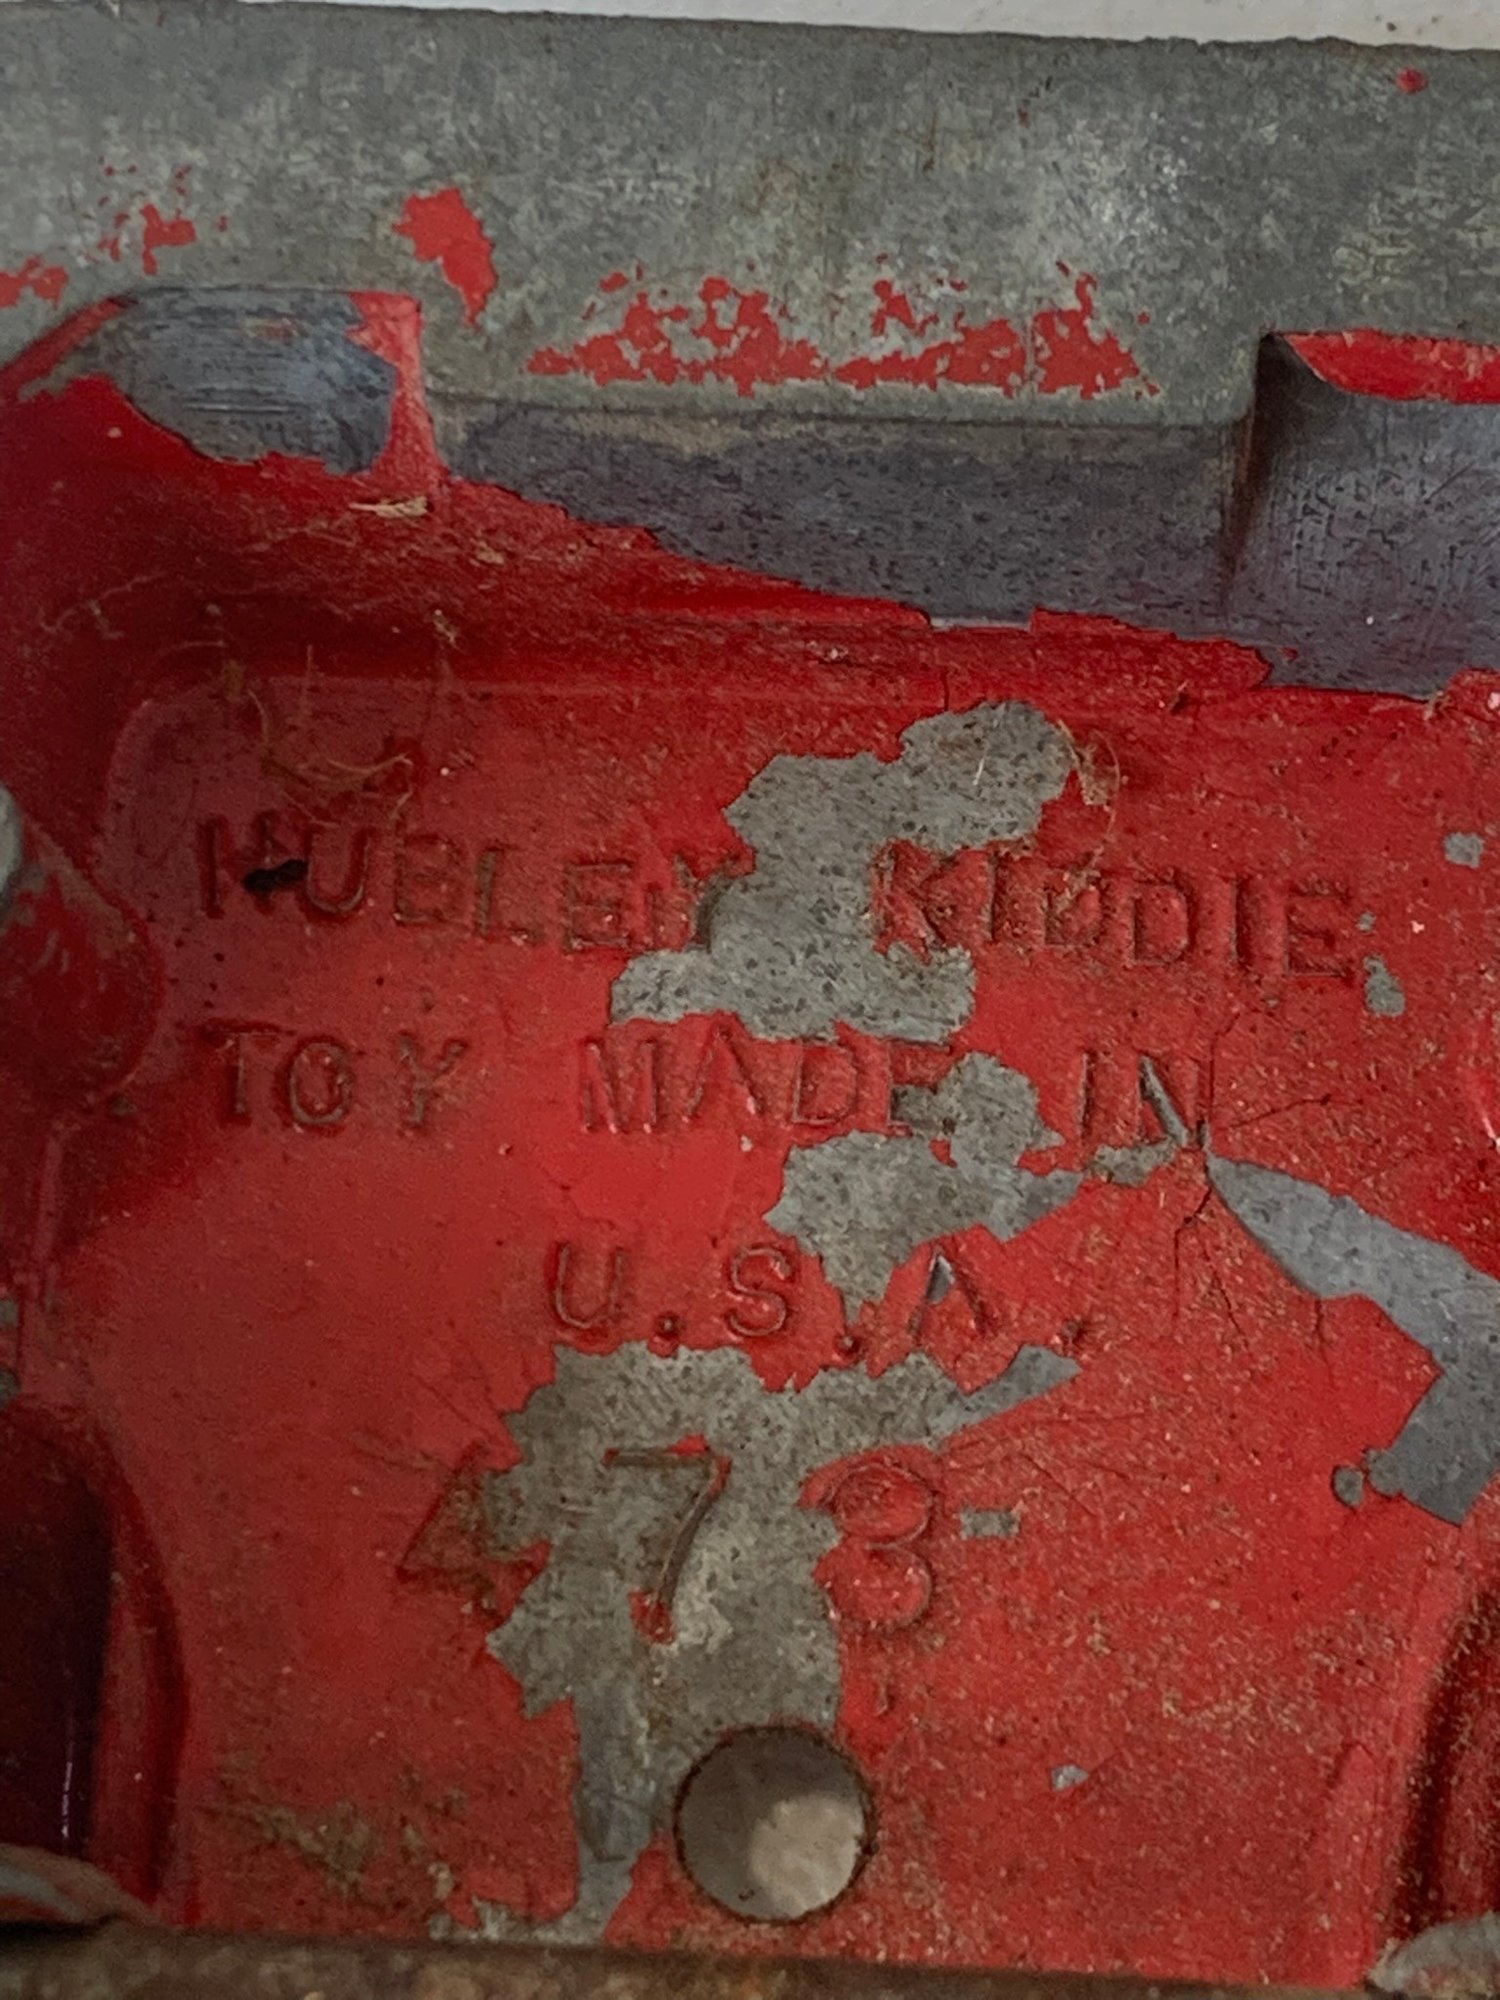 HUBLEY KIDDIE
TOY MADE IN
U.S.A.
473-